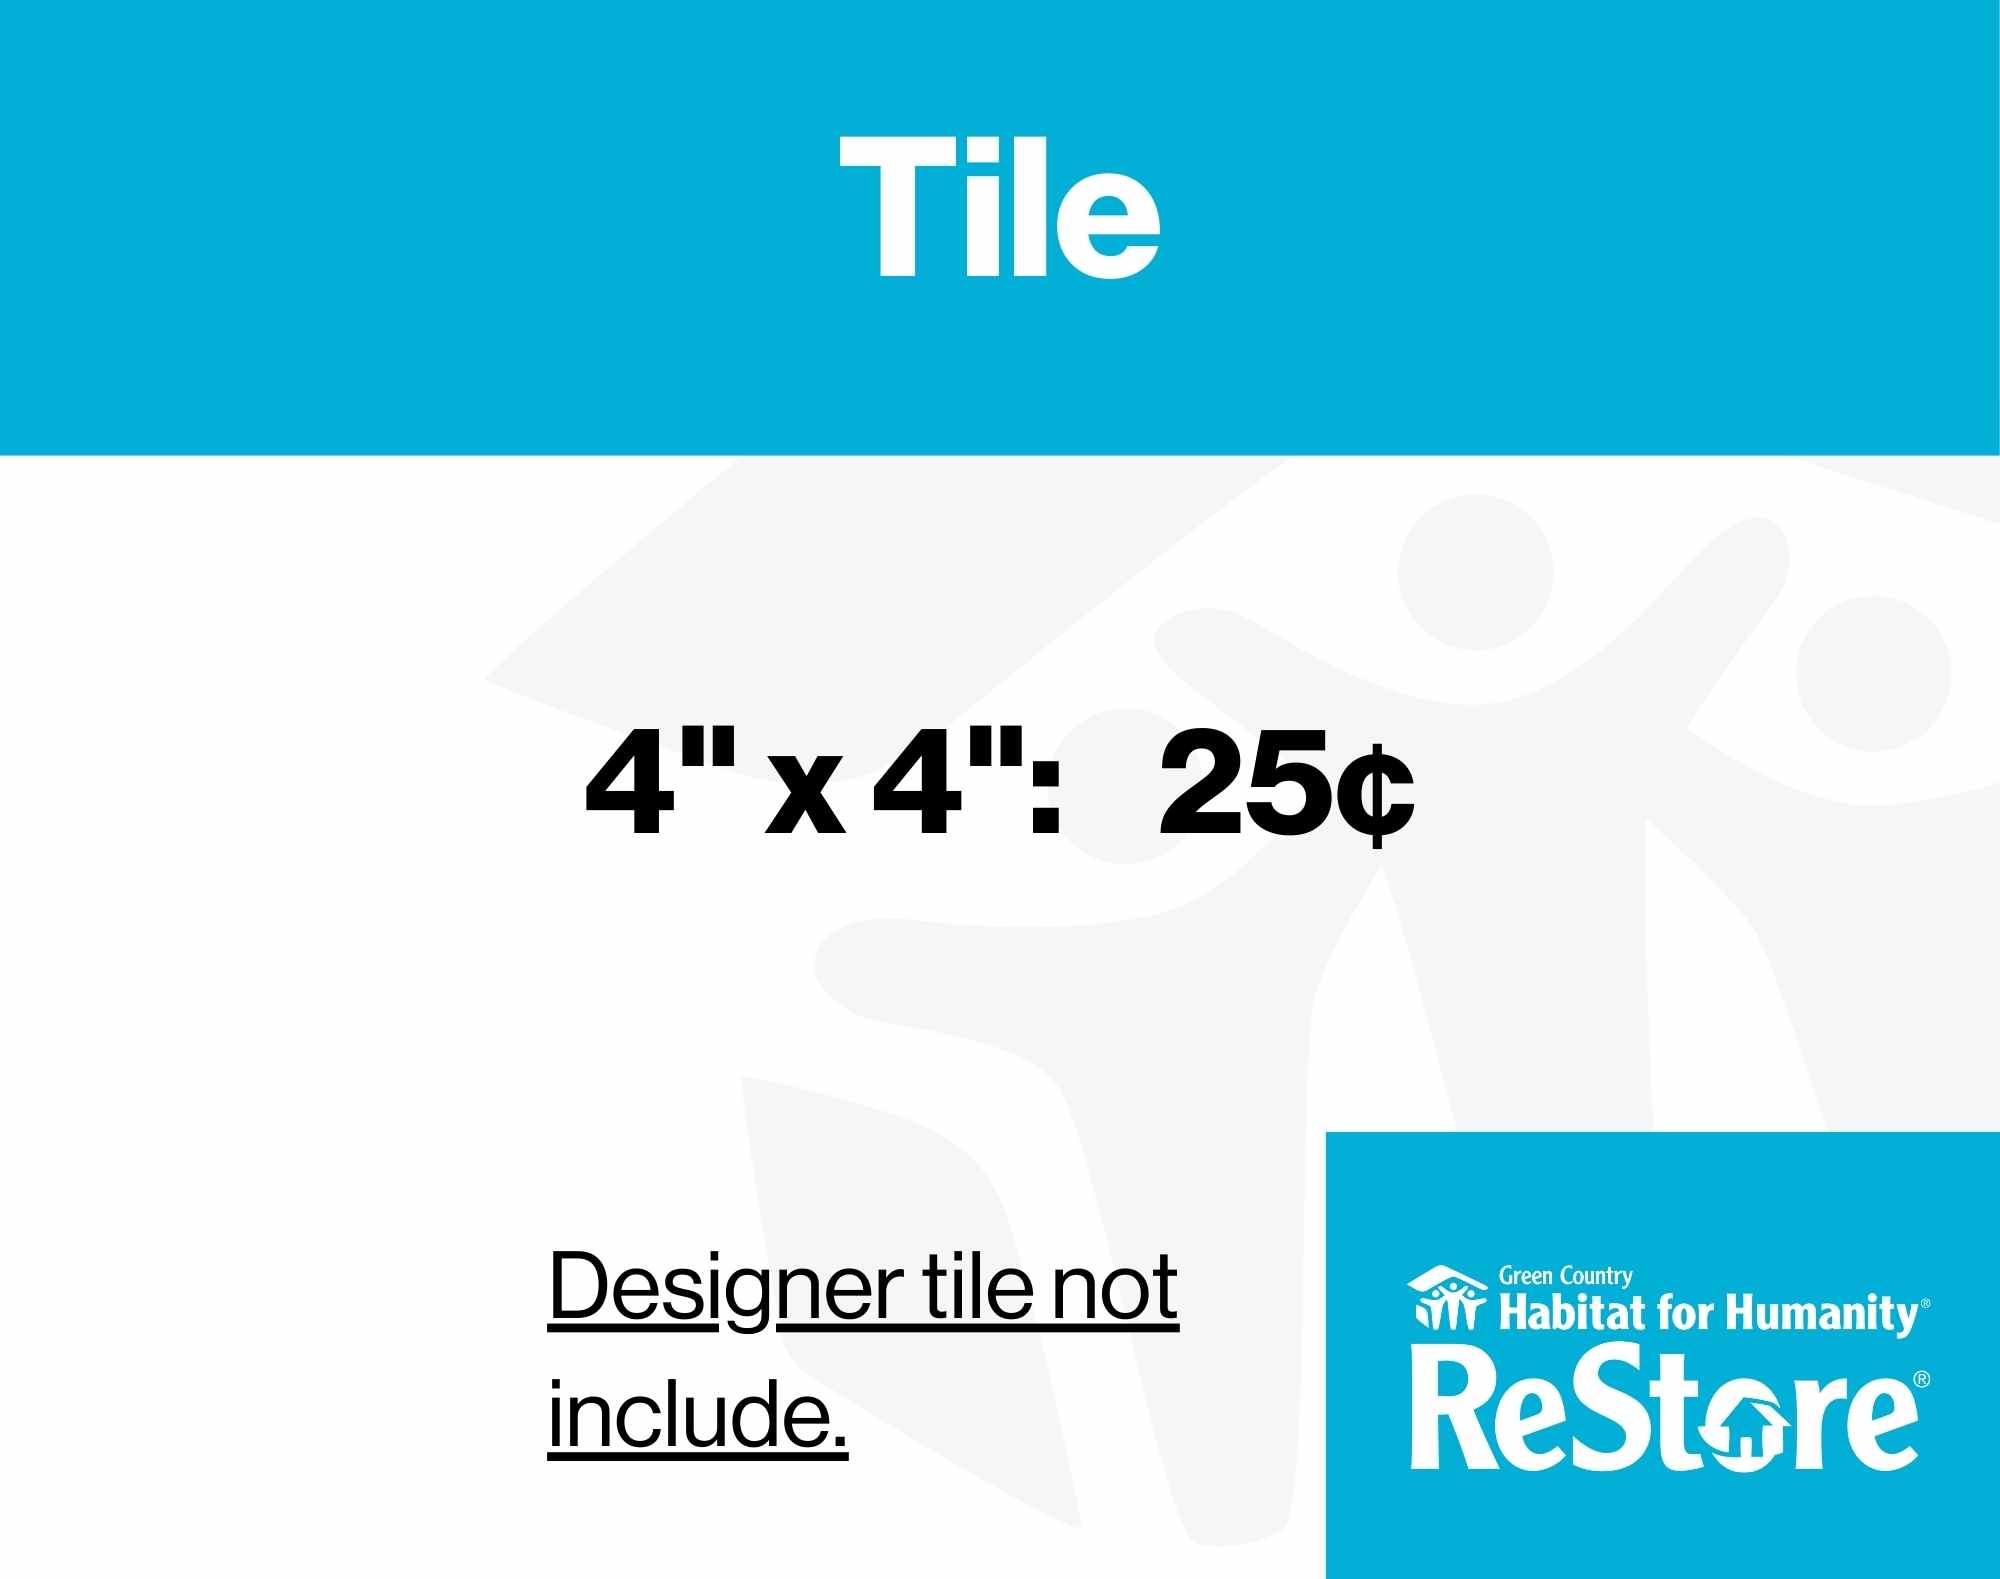 Tile
4" x 4": 25¢
Designer tile not
include.
Green Country
Habitat for Humanity®
ReStore®